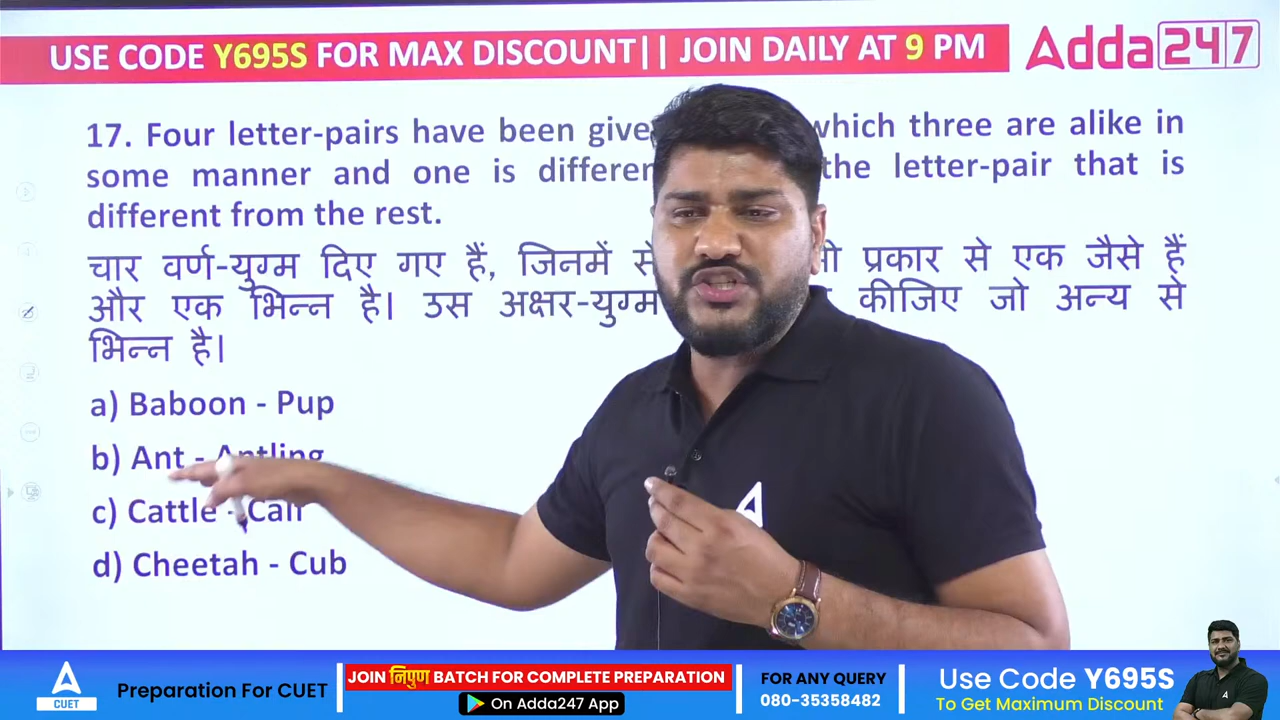 USE CODE Y695S FOR MAX DISCOUNT|| JOIN DAILY AT 9 PM
Adda247
17. Four letter-pairs have been which three are alike in
some manner and one is the letter-pair that is
different from the rest.
चार वर्ण-युग्म दिए गए हैं, जिनमें प्रकार से एक जैसे हैं
और एक भिन्न है। उस अक्षर-युग्म कीजिए जो अन्य से
भिन्न है।
a) Baboon - Pup
b) Ant - Antling
c) Cattle - Calf
d) Cheetah - Cub
CUET
Preparation For CUET
JOIN निपुण BATCH FOR COMPLETE PREPARATION
On Adda247 App
FOR ANY QUERY
080-35358482
Use Code Y695S
To Get Maximum Discount